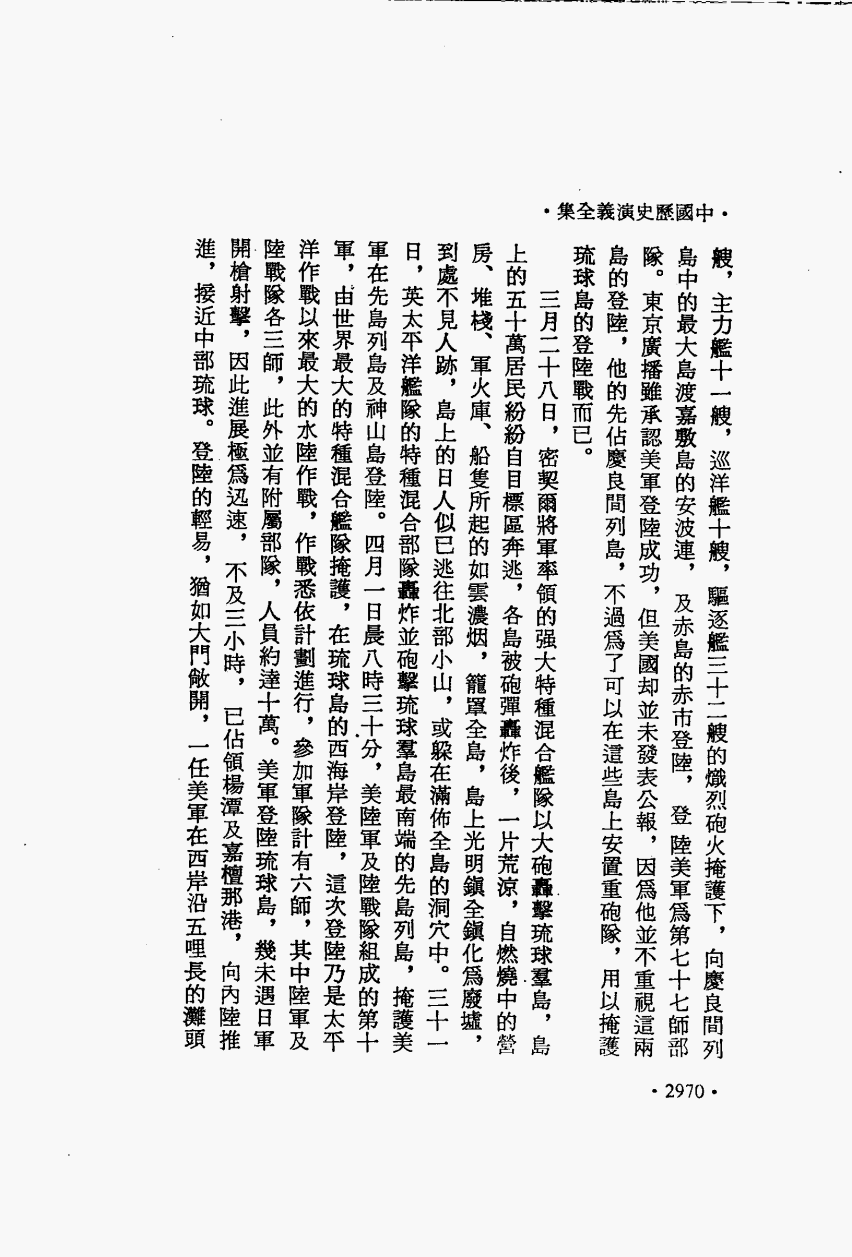 •中國歷史演義全集•
艘，主力艦十一艘，巡洋艦十艘，驅逐艦三十二艘的熾烈砲火掩護下，向慶良間列
島中的最大島渡嘉敷島的安波連，及赤島的赤市登陸，登陸美軍爲第七十七師部
隊。東京廣播雖承認美軍登陸成功，但美國却並未發表公報，因爲他並不重視這兩
島的登陸，他的先佔慶良間列島，不過爲了可以在這些島上安置重砲隊，用以掩護
琉球島的登陸戰而已。
三月二十八日，密契爾將軍率領的强大特種混合艦隊以大砲轟擊琉球羣島，島
上的五十萬居民紛紛自目標區奔逃，各島被砲彈轟炸後，一片荒涼，自燃燒中的營
房、堆棧、軍火庫、船隻所起的如雲濃烟，籠罩全島，島上光明鎮全鎮化爲廢墟，
到處不見人跡，島上的日人似已逃往北部小山，或躲在滿佈全島的洞穴中。三十一
日，英太平洋艦隊的特種混合部隊轟炸並砲擊琉球羣島最南端的先島列島，掩護美
軍在先島列島及神山島登陸。四月一日晨八時三十分，美陸軍及陸戰隊組成的第十
軍，由世界最大的特種混合艦隊掩護，在琉球島的西海岸登陸，這次登陸乃是太平
洋作戰以來最大的水陸作戰，作戰悉依計劃進行，參加軍隊計有六師，其中陸軍及
陸戰隊各三師，此外並有附屬部隊，人員約達十萬。美軍登陸琉球島，幾未遇日軍
開槍射擊，因此進展極爲迅速，不及三小時，已佔領楊潭及嘉檀那港，向內陸推
進，接近中部琉球。登陸的輕易，猶如大門敞開，一任美軍在西岸沿五哩長的灘頭
•2970•